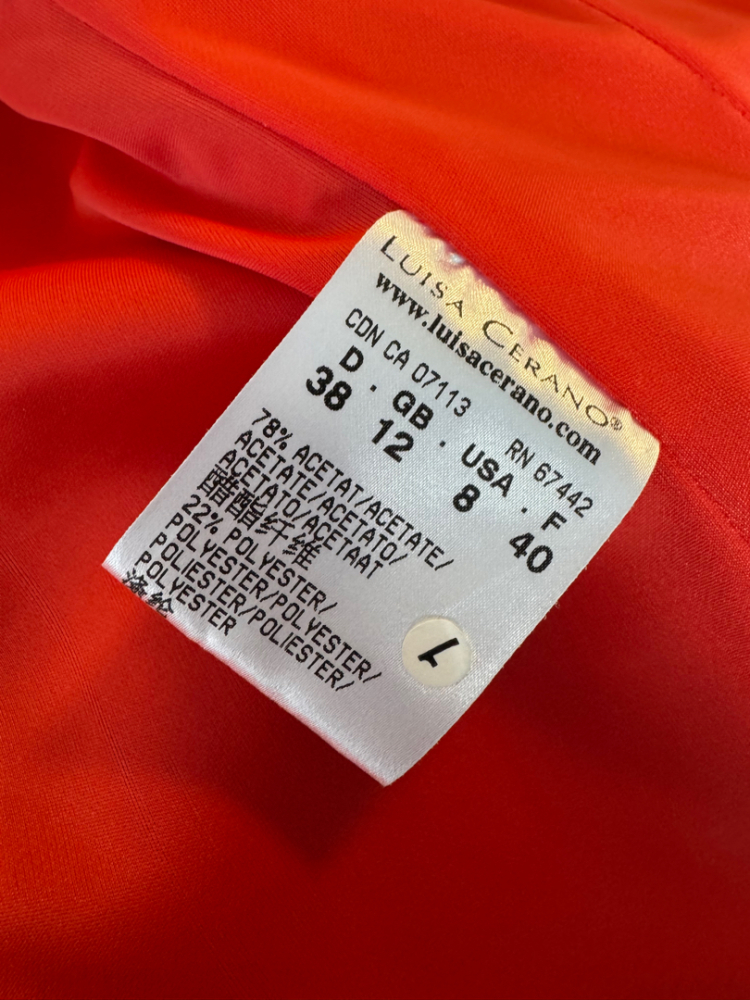 LUISA CERANO®
www.luisacerano.com
CDN CA 07113 RN 67442
D · GB · USA · F
38 12 8 40
78% ACETAT/ACETATE/
ACETATE/ACETATO/
ACETATO/ACETAAT
醋酯纤维
22% POLYESTER/
POLYESTER/POLYESTER/
POLIESTER/POLIESTER/
POLYESTER
涤纶
1